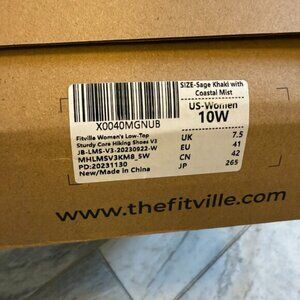 X0040MGNUB
Fitville Women's Low-Top
Sturdy Core Hiking Shoes V3
JB-LMS-V3-20230922-W
MHLMSV3KM8_5W
PD:20231130
New/Made in China
SIZE-Sage Khaki with
Coastal Mist
US-Women
10W
UK 7.5
EU 41
CN 42
JP 265
www.thefitville.com